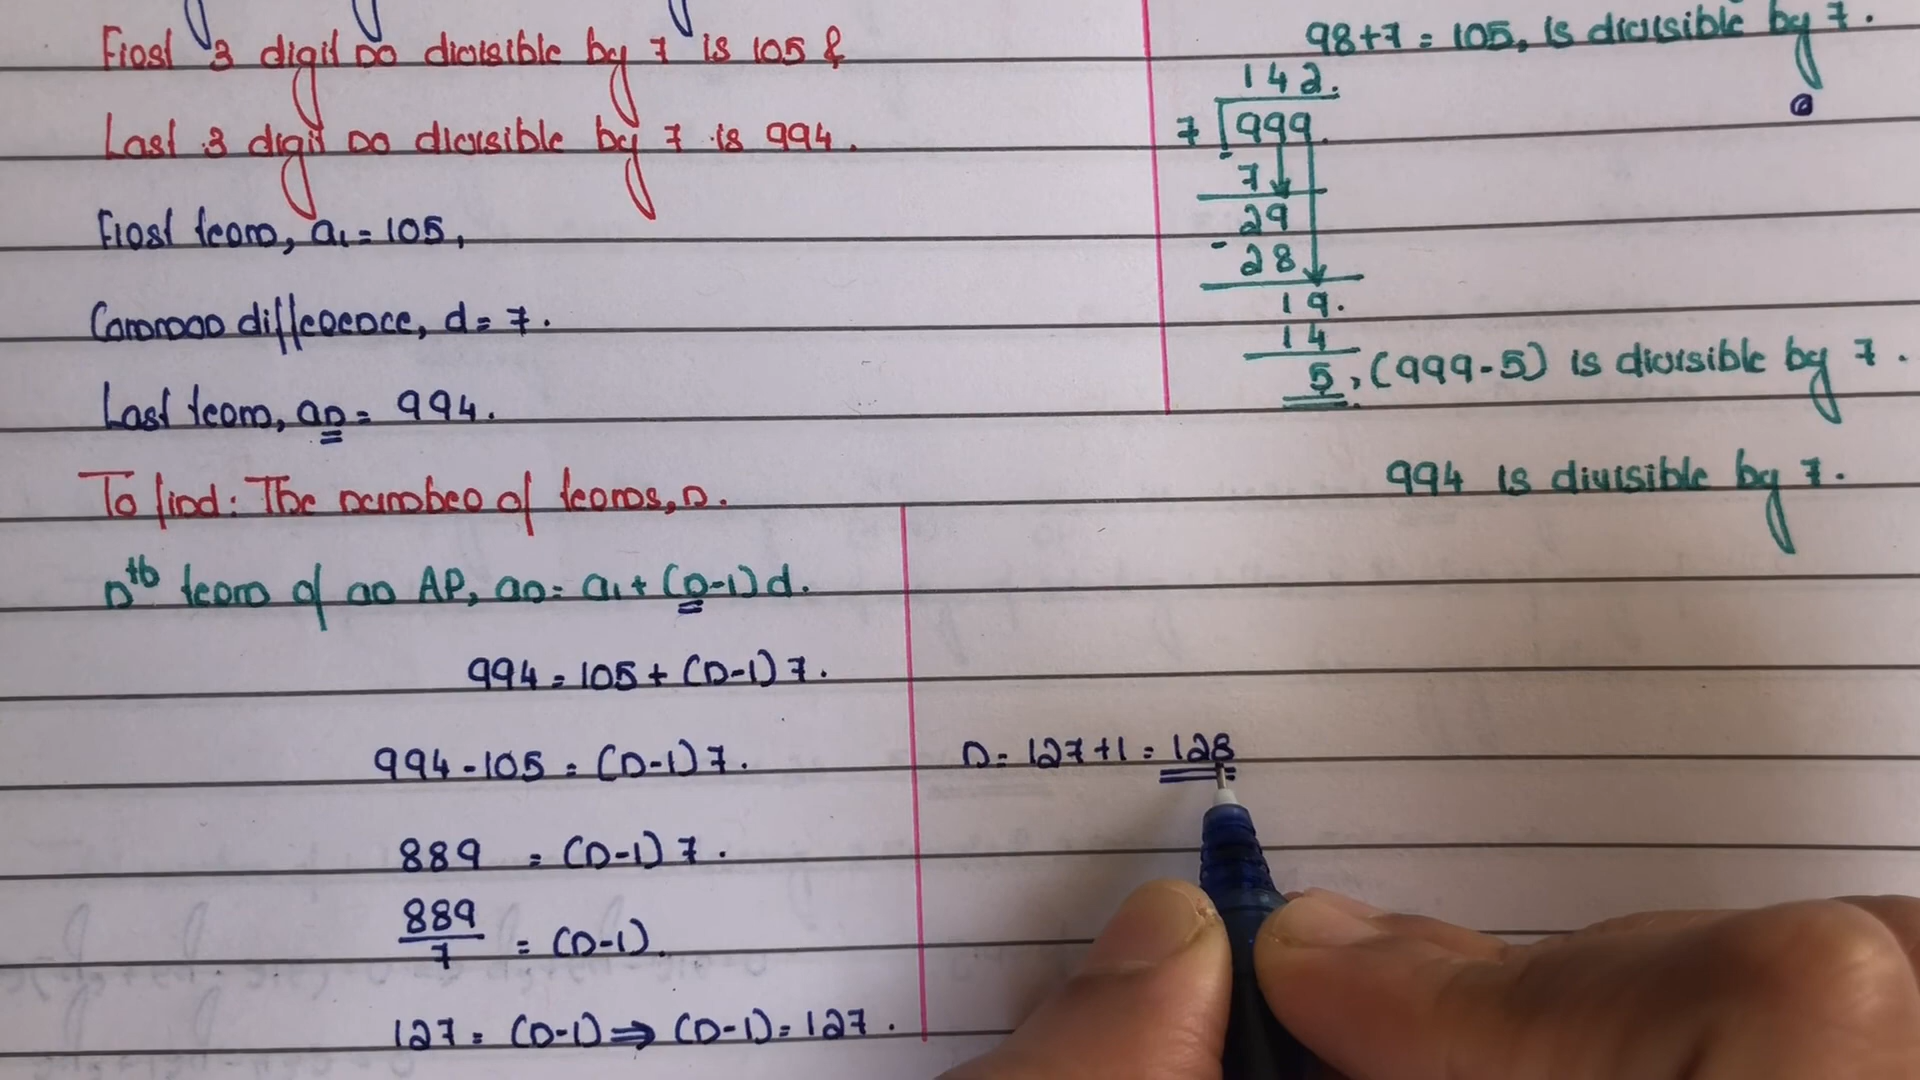 First 3 digit no divisible by 7 is 105 &
Last 3 digit no divisible by 7 is 994.
First term, a₁ = 105,
Common difference, d = 7.
Last term, an = 994.
To find: The number of terms, n.
nth term of an AP, an = a₁ + (n-1)d.
994 = 105 + (n-1) 7.
994 - 105 = (n-1) 7.
889 = (n-1) 7.
889/7 = (n-1).
127 = (n-1) ⇒ (n-1) = 127.
98 + 7 = 105, is divisible by 7.
142.
7 999.
- 7
29
- 28
19.
14
5, (999-5) is divisible by 7.
994 is divisible by 7.
n = 127 + 1 = 128